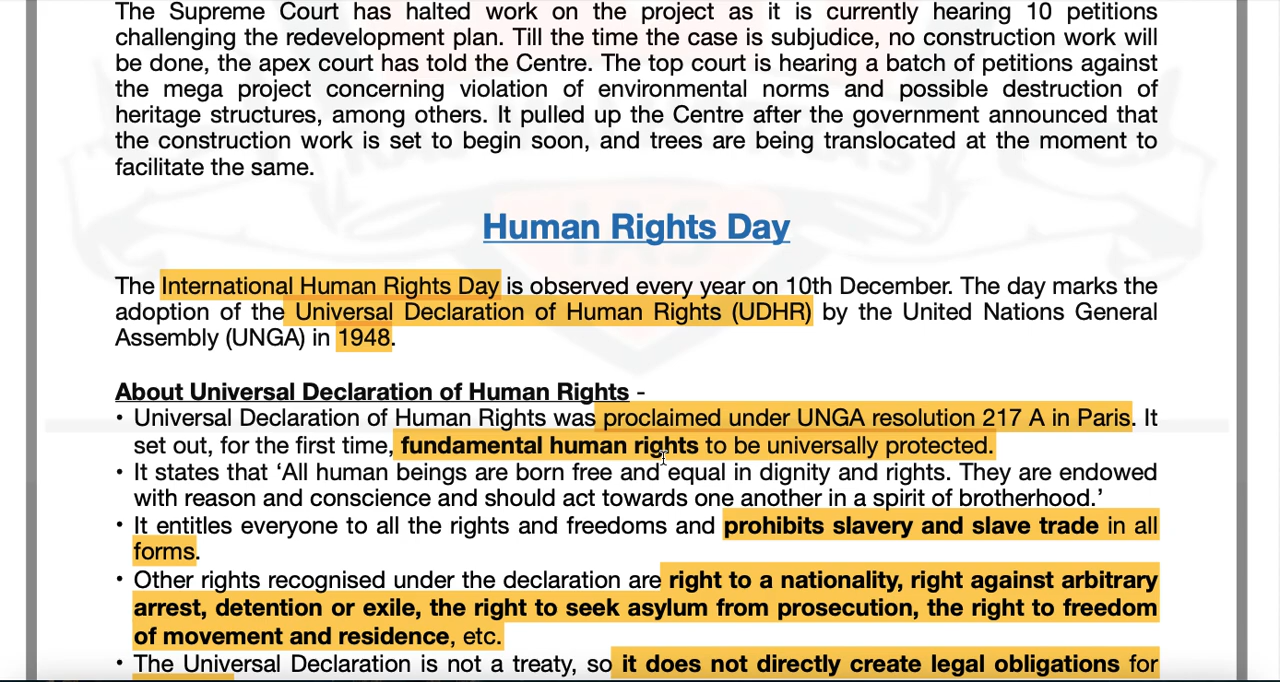 The Supreme Court has halted work on the project as it is currently hearing 10 petitions
challenging the redevelopment plan. Till the time the case is subjudice, no construction work will
be done, the apex court has told the Centre. The top court is hearing a batch of petitions against
the mega project concerning violation of environmental norms and possible destruction of
heritage structures, among others. It pulled up the Centre after the government announced that
the construction work is set to begin soon, and trees are being translocated at the moment to
facilitate the same.
Human Rights Day
The International Human Rights Day is observed every year on 10th December. The day marks the
adoption of the Universal Declaration of Human Rights (UDHR) by the United Nations General
Assembly (UNGA) in 1948.
About Universal Declaration of Human Rights -
• Universal Declaration of Human Rights was proclaimed under UNGA resolution 217 A in Paris. It
set out, for the first time, fundamental human rights to be universally protected.
• It states that ‘All human beings are born free and equal in dignity and rights. They are endowed
with reason and conscience and should act towards one another in a spirit of brotherhood.’
• It entitles everyone to all the rights and freedoms and prohibits slavery and slave trade in all
forms.
• Other rights recognised under the declaration are right to a nationality, right against arbitrary
arrest, detention or exile, the right to seek asylum from prosecution, the right to freedom
of movement and residence, etc.
• The Universal Declaration is not a treaty, so it does not directly create legal obligations for